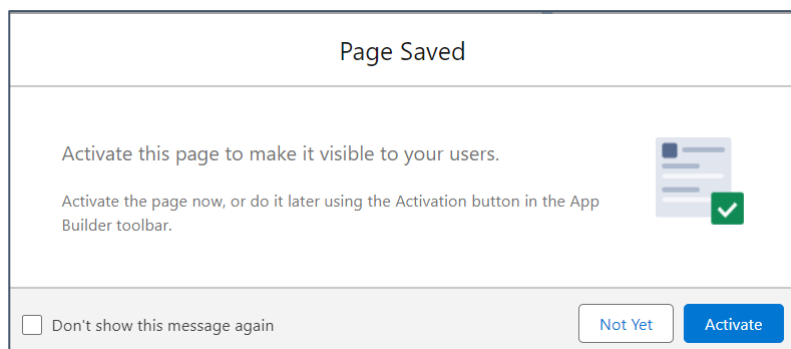 Page Saved
Activate this page to make it visible to your users.
Activate the page now, or do it later using the Activation button in the App
Builder toolbar.
Don't show this message again
Not Yet
Activate